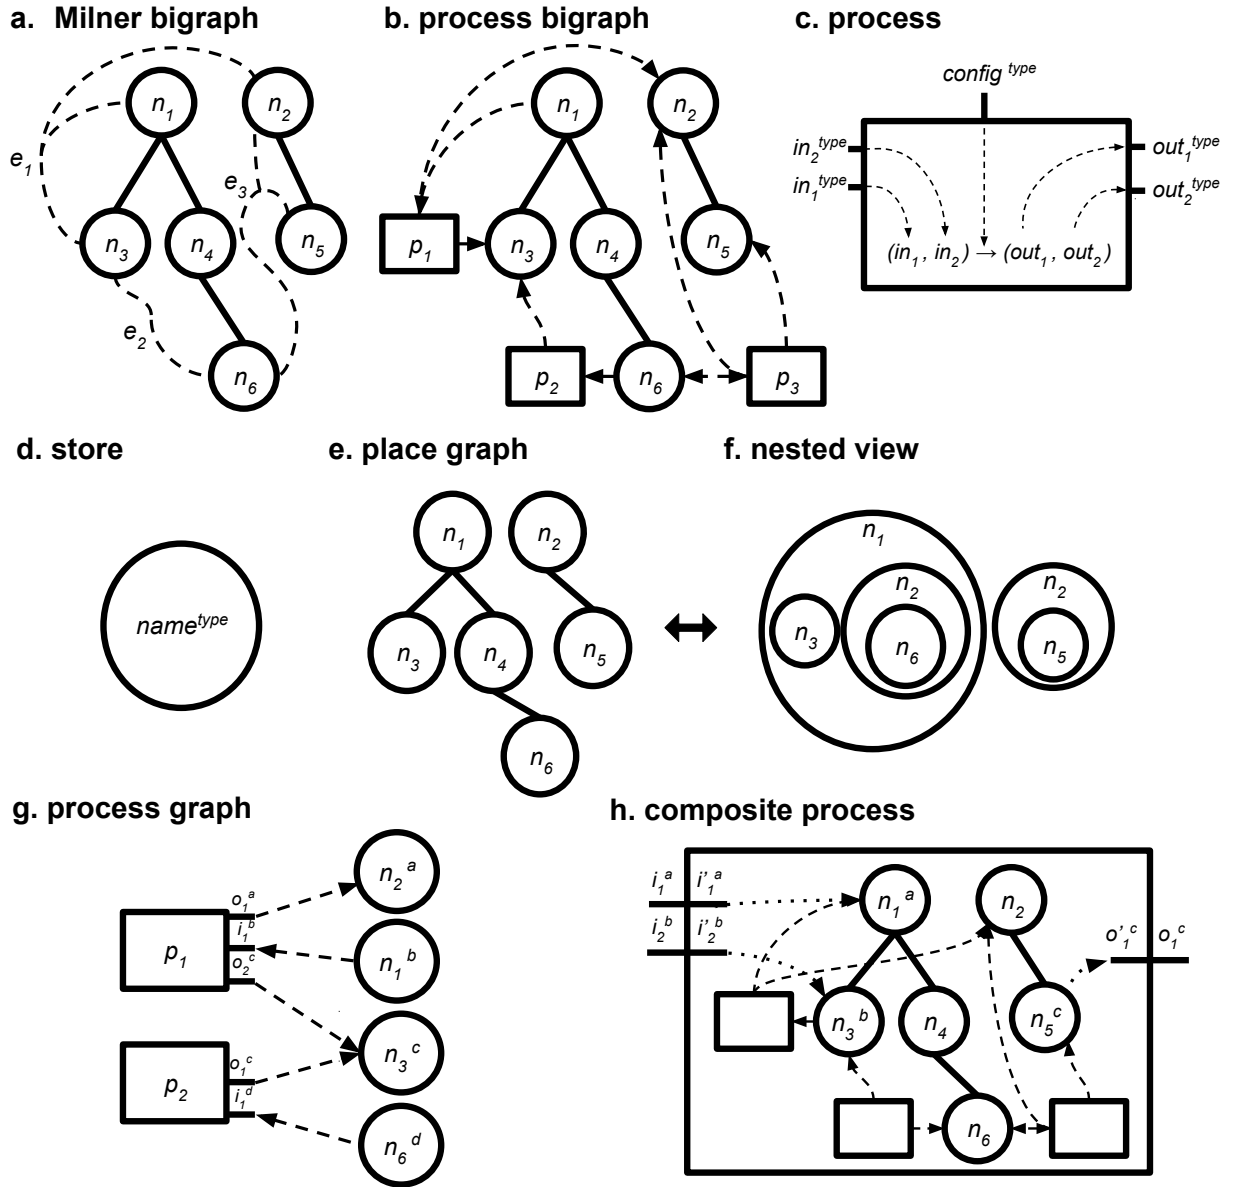 a. Milner bigraph
b. process bigraph
c. process
n1
n2
e1
e3
n3
n4
n5
e2
n6
n1
n2
p1
n3
n4
n5
p2
n6
p3
config type
in2 type
in1 type
out1 type
out2 type
(in1, in2) → (out1, out2)
d. store
e. place graph
f. nested view
name type
n1
n2
n3
n4
n5
n6
n1
n2
n3
n6
n2
n5
g. process graph
h. composite process
p1
o1 a
i1 b
o2 c
p2
o1 c
i1 d
n2 a
n1 b
n3 c
n6 d
i1 a
i'1 a
i2 b
i'2 b
n1 a
n2
o'1 c
o1 c
n3 b
n4
n5 c
n6